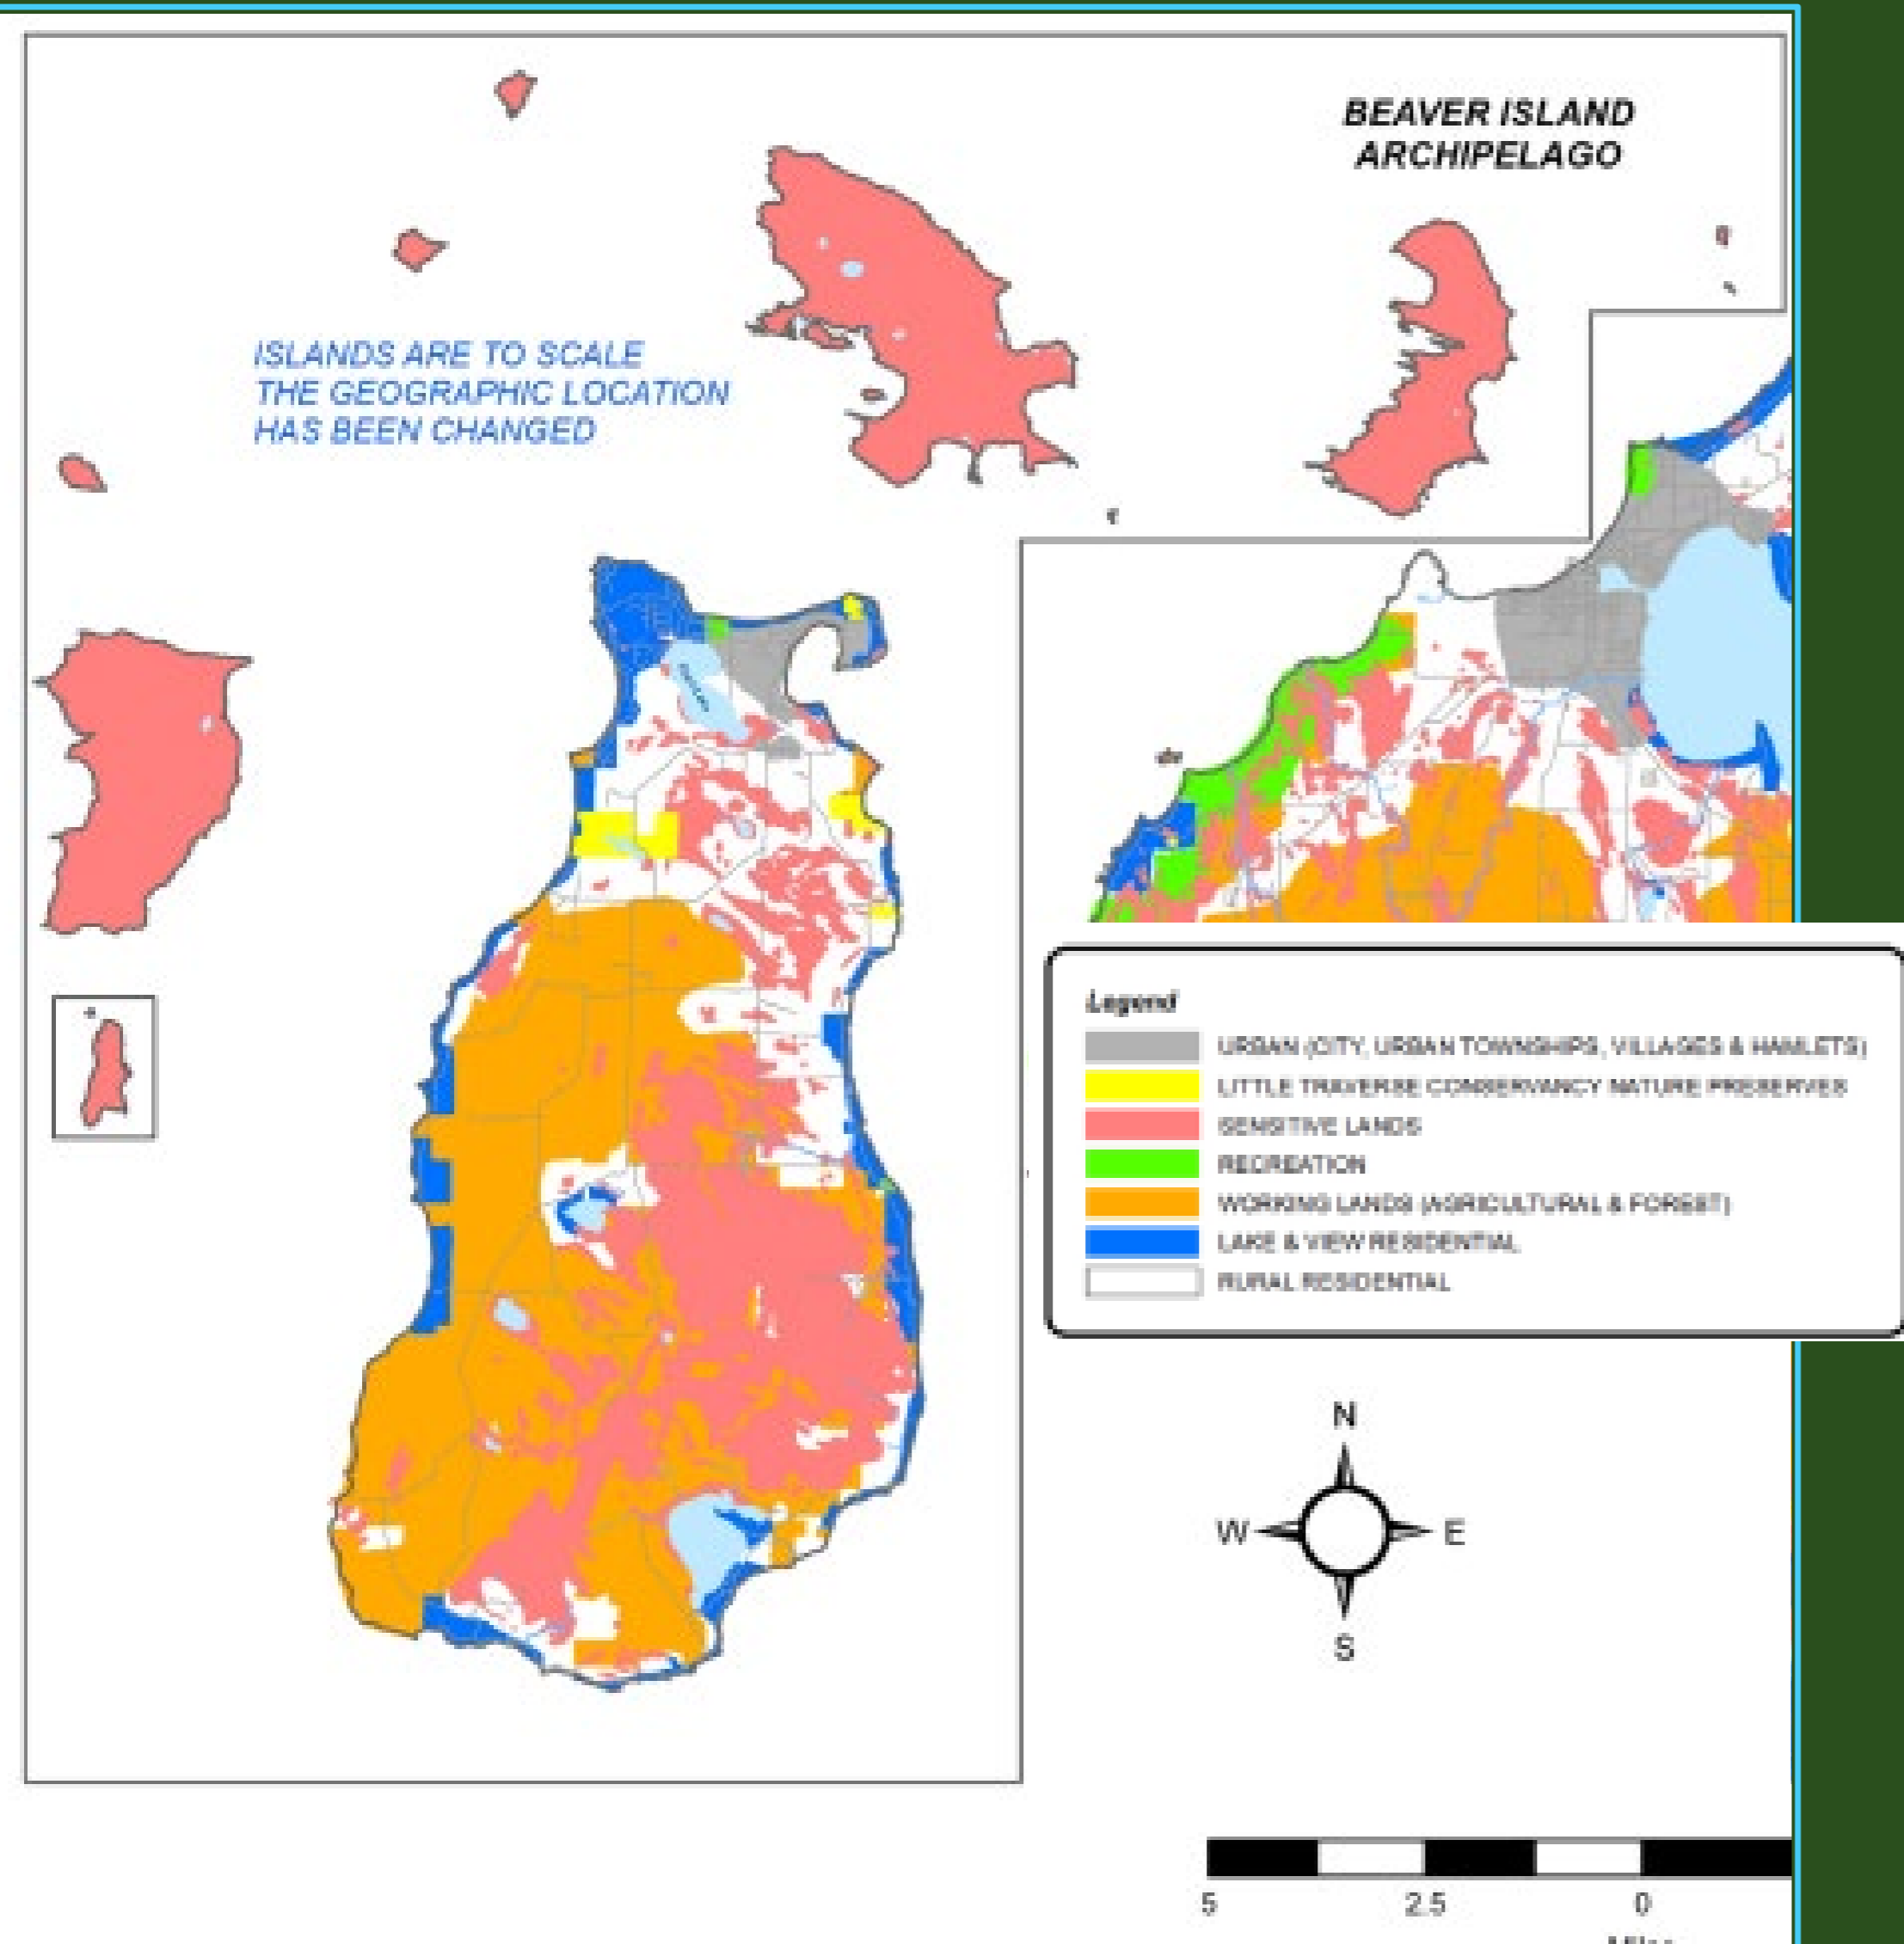 BEAVER ISLAND
ARCHIPELAGO
ISLANDS ARE TO SCALE
THE GEOGRAPHIC LOCATION
HAS BEEN CHANGED
Legend
URBAN (CITY, URBAN TOWNSHIPS, VILLAGES & HAMLETS)
LITTLE TRAVERSE CONSERVANCY NATURE PRESERVES
SENSITIVE LANDS
RECREATION
WORKING LANDS (AGRICULTURAL & FOREST)
LAKE & VIEW RESIDENTIAL
RURAL RESIDENTIAL
N
W E
S
5 2.5 0